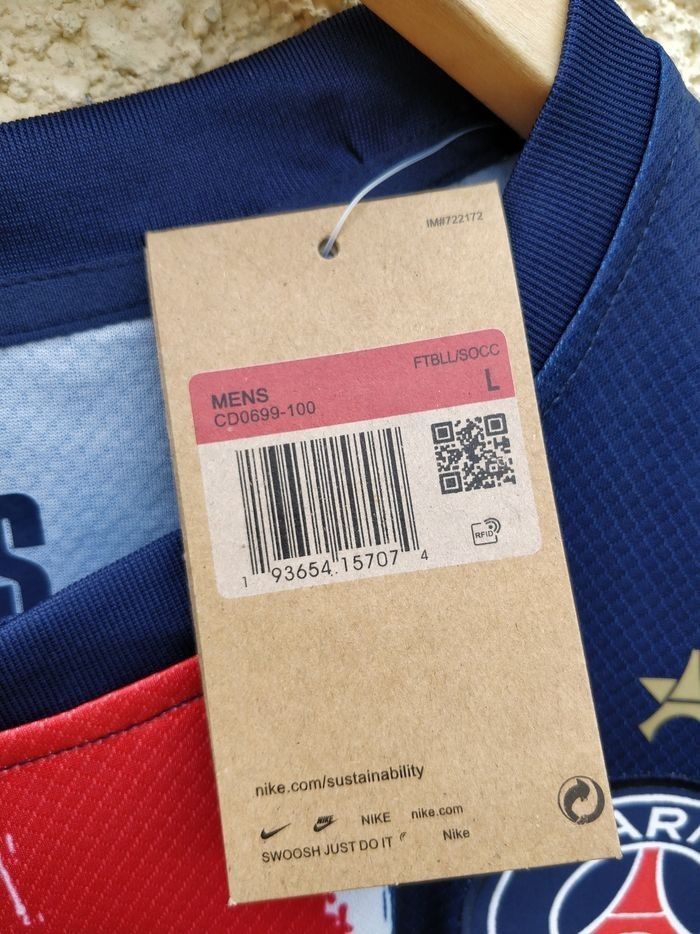 IM#722172
FTBLL/SOCC
MENS L
CD0699-100
RFID
1 93654 15707 4
nike.com/sustainability
NIKE nike.com
SWOOSH JUST DO IT Nike